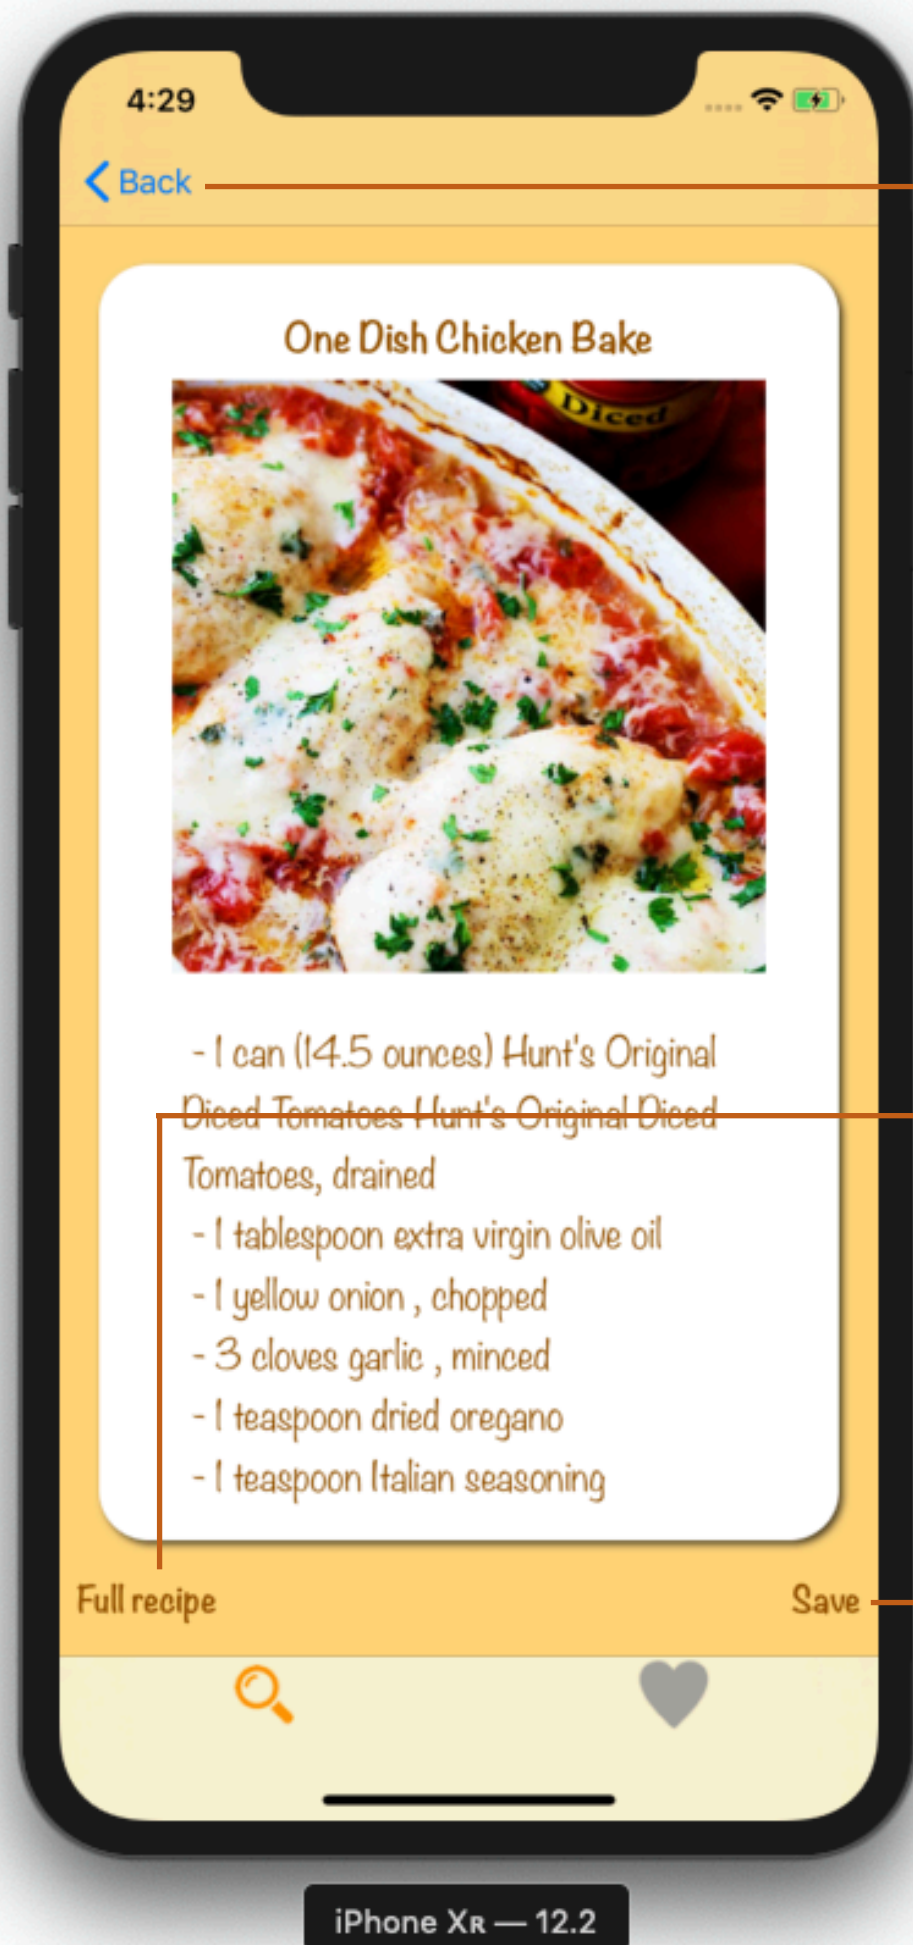 4:29
Back
One Dish Chicken Bake
Diced
- 1 can (14.5 ounces) Hunt's Original
Diced Tomatoes Hunt's Original Diced
Tomatoes, drained
- 1 tablespoon extra virgin olive oil
- 1 yellow onion , chopped
- 3 cloves garlic , minced
- 1 teaspoon dried oregano
- 1 teaspoon Italian seasoning
Full recipe
Save
iPhone Xʀ — 12.2